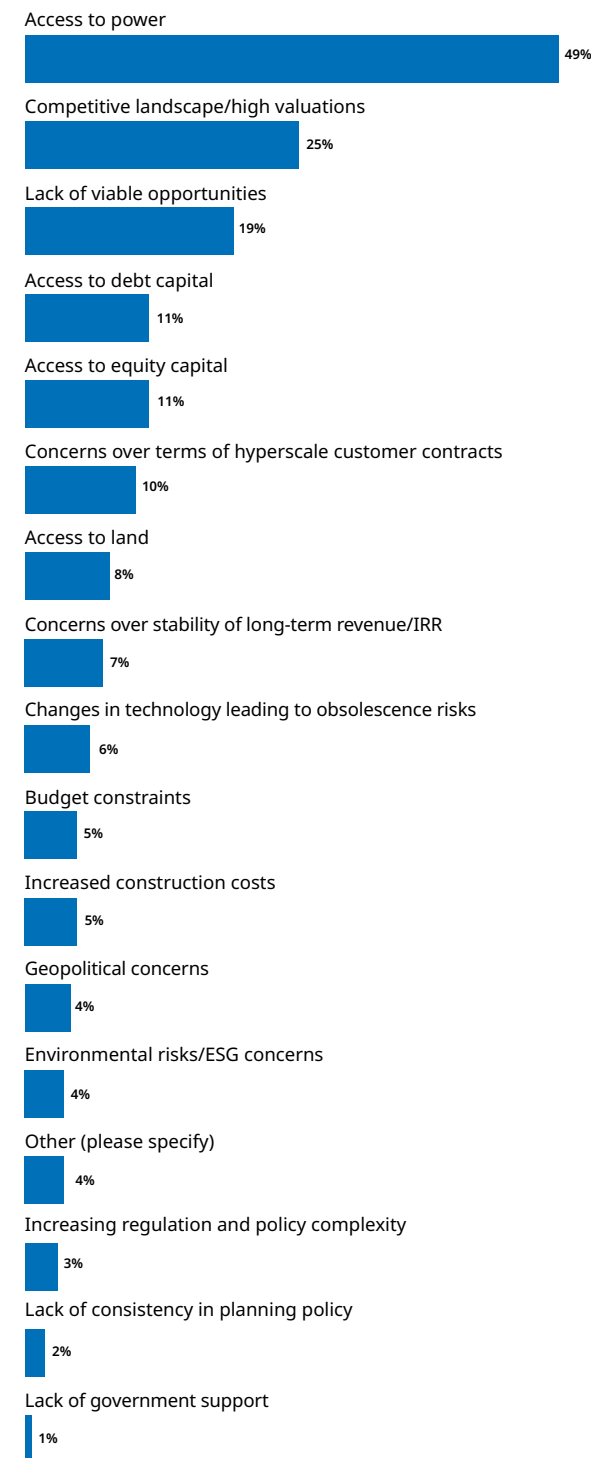 Access to power
49%
Competitive landscape/high valuations
25%
Lack of viable opportunities
19%
Access to debt capital
11%
Access to equity capital
11%
Concerns over terms of hyperscale customer contracts
10%
Access to land
8%
Concerns over stability of long-term revenue/IRR
7%
Changes in technology leading to obsolescence risks
6%
Budget constraints
5%
Increased construction costs
5%
Geopolitical concerns
4%
Environmental risks/ESG concerns
4%
Other (please specify)
4%
Increasing regulation and policy complexity
3%
Lack of consistency in planning policy
2%
Lack of government support
1%